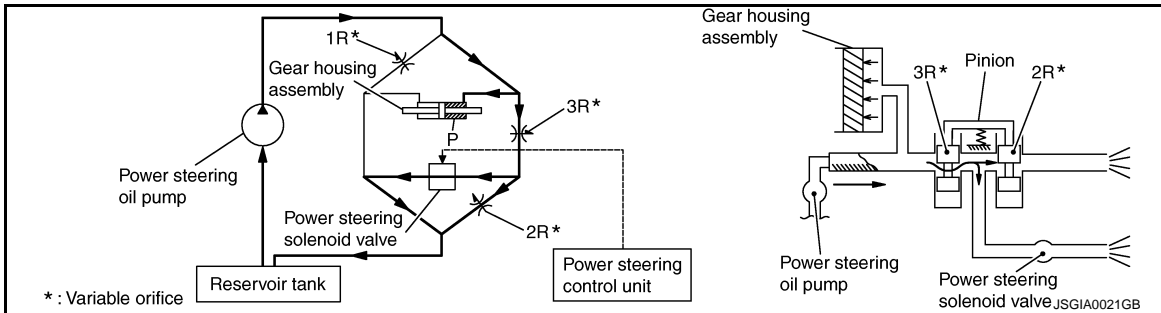 1R*
Gear housing
assembly
3R*
P
Power steering
oil pump
Power steering
solenoid valve
2R*
Reservoir tank
Power steering
control unit
* : Variable orifice
Gear housing
assembly
Pinion
3R*
2R*
Power steering
oil pump
Power steering
solenoid valve
JSGIA0021GB